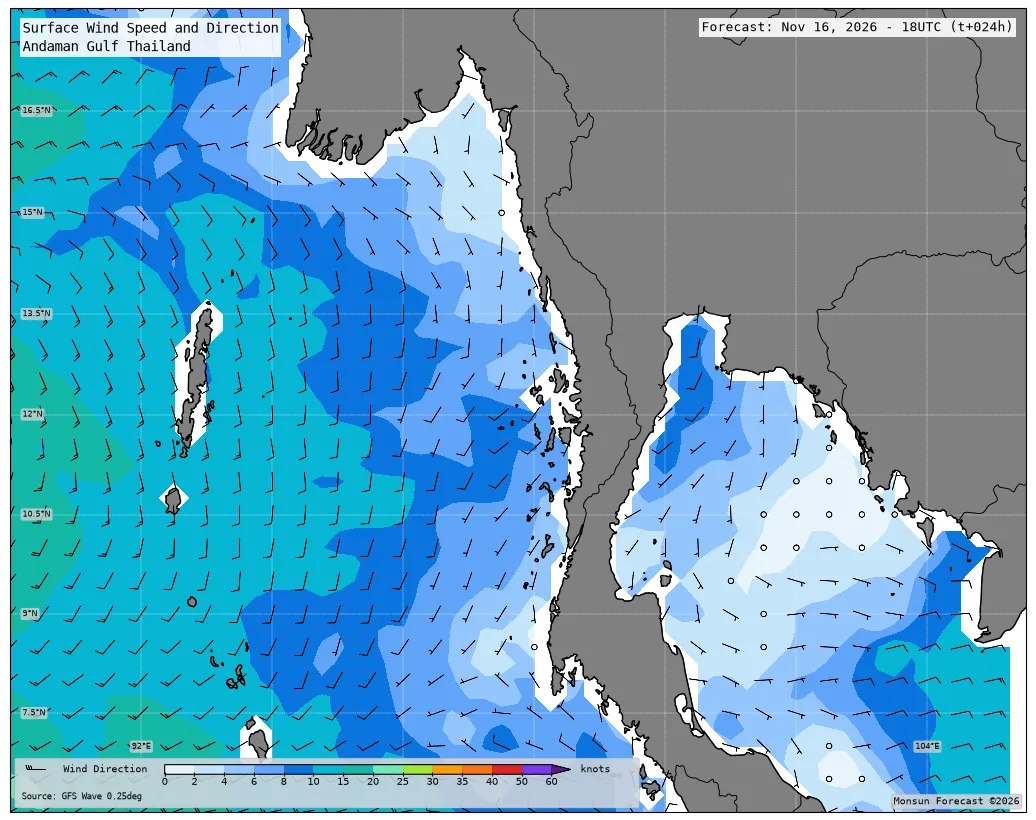 Surface Wind Speed and Direction
Andaman Gulf Thailand
Forecast: Nov 16, 2026 - 18UTC (t+024h)
16.5°N
15°N
13.5°N
12°N
10.5°N
9°N
7.5°N
92°E
104°E
Wind Direction
0 2 4 6 8 10 15 20 25 30 35 40 50 60
knots
Source: GFS Wave 0.25deg
Monsun Forecast ©2026